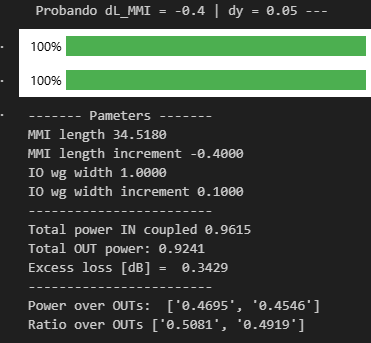 Probando dL_MMI = -0.4 | dy = 0.05 ---
100%
100%
------- Pameters -------
MMI length 34.5180
MMI length increment -0.4000
IO wg width 1.0000
IO wg width increment 0.1000
------------------------
Total power IN coupled 0.9615
Total OUT power: 0.9241
Excess loss [dB] =  0.3429
------------------------
Power over OUTs:  ['0.4695', '0.4546']
Ratio over OUTs ['0.5081', '0.4919']